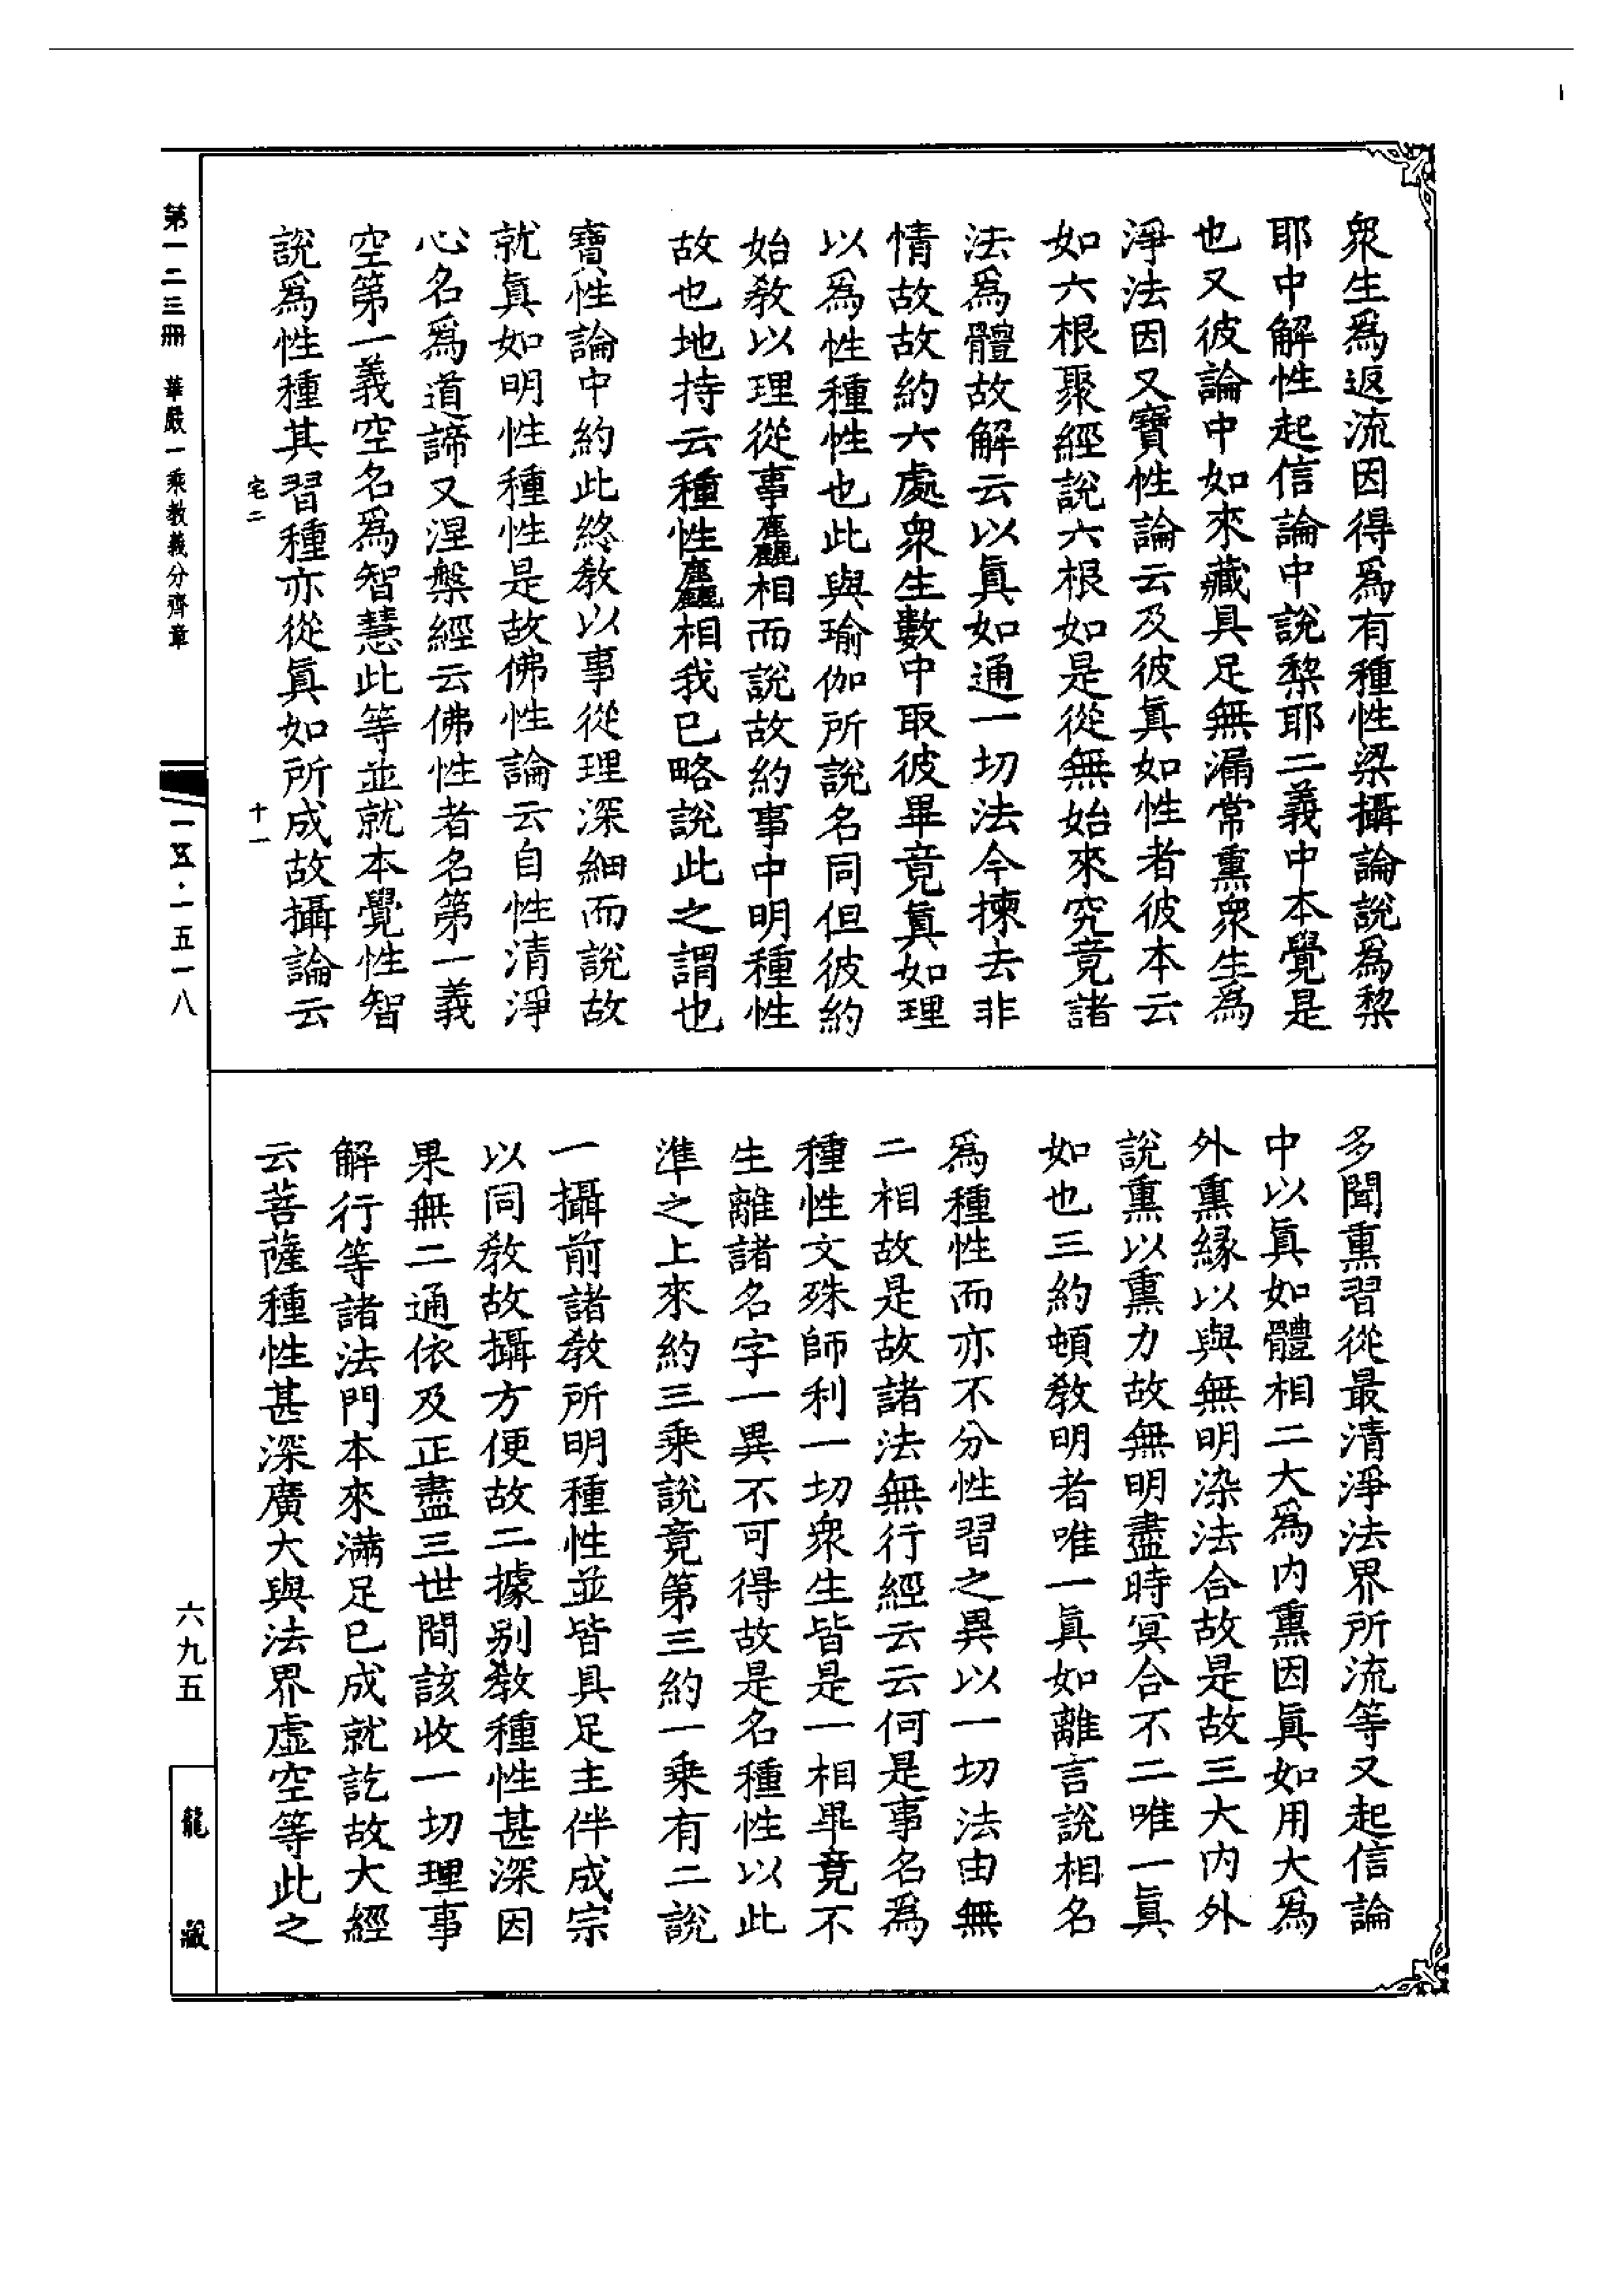 衆生爲返流因得爲有種性梁攝論說爲黎
耶中解性起信論中說黎耶二義中本覺是
也又彼論中如來藏具足無漏常熏衆生爲
淨法因又寶性論云及彼眞如性者彼本云
如六根聚經說六根如是從無始來究竟諸
法爲體故解云以眞如通一切法今揀去非
情故故約六處衆生數中取彼畢竟眞如理
以爲性種性也此與瑜伽所說名同但彼約
始教以理從事麤相而說故約事中明種性
故也地持云種性麤相我已略說此之謂也
寶性論中約此終教以事從理深細而說故
就眞如明性種性是故佛性論云自性清淨
心名爲道諦又涅槃經云佛性者名第一義
空第一義空名爲智慧此等並就本覺性智
說爲性種其習種亦從眞如所成故攝論云
多聞熏習從最清淨法界所流等又起信論
中以眞如體相二大爲内熏因眞如用大爲
外熏緣以與無明染法合故是故三大内外
說熏以熏力故無明盡時冥合不二唯一眞
如也三約頓教明者唯一眞如離言說相名
爲種性而亦不分性習之異以一切法由無
二相故是故諸法無行經云云何是事名爲
種性文殊師利一切衆生皆是一相畢竟不
生離諸名字一異不可得故是名種性以此
準之上來約三乘說竟第三約一乘有二說
一攝前諸教所明種性並皆具足主伴成宗
以同教故攝方便故二據别教種性甚深因
果無二通依及正盡三世間該收一切理事
解行等諸法門本來滿足已成就訖故大經
云菩薩種性甚深廣大與法界虛空等此之
宅二
十一
第一二三冊
華嚴一乘教義分齊章
一五·一五一八
六九五
龍藏